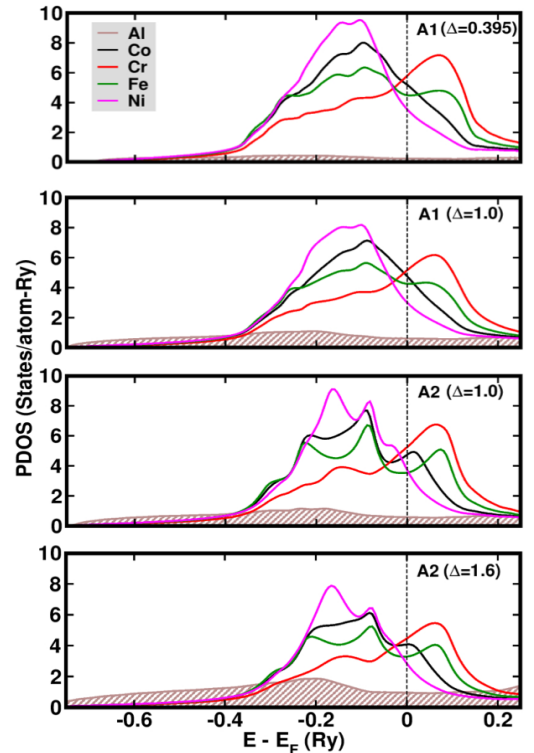 A1 (Δ=0.395)
Al
Co
Cr
Fe
Ni
10
8
6
4
2
0
A1 (Δ=1.0)
10
8
6
4
2
0
A2 (Δ=1.0)
10
8
6
4
2
0
A2 (Δ=1.6)
10
8
6
4
2
0
PDOS (States/atom-Ry)
-0.6 -0.4 -0.2 0 0.2
E - E_F (Ry)